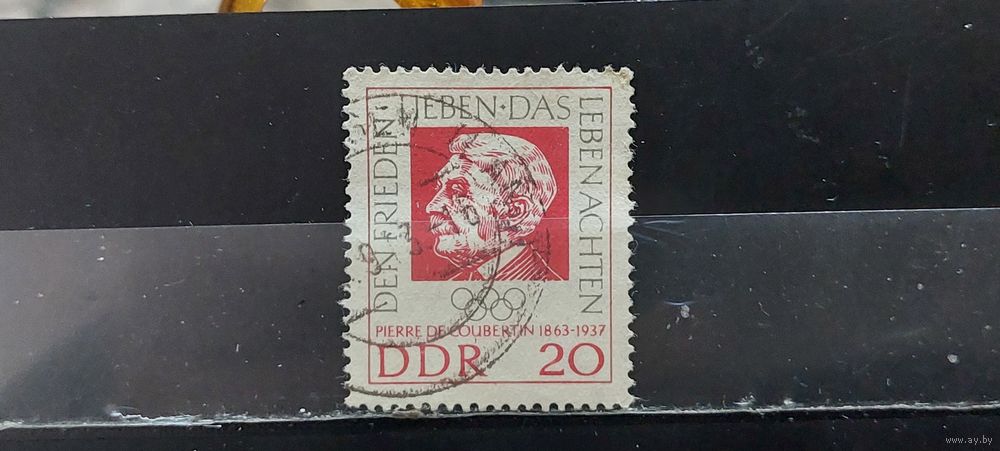 DEN FRIEDEN · LIEBEN · DAS LEBEN ACHTEN
PIERRE DE COUBERTIN 1863-1937
DDR 20
www.ay.by